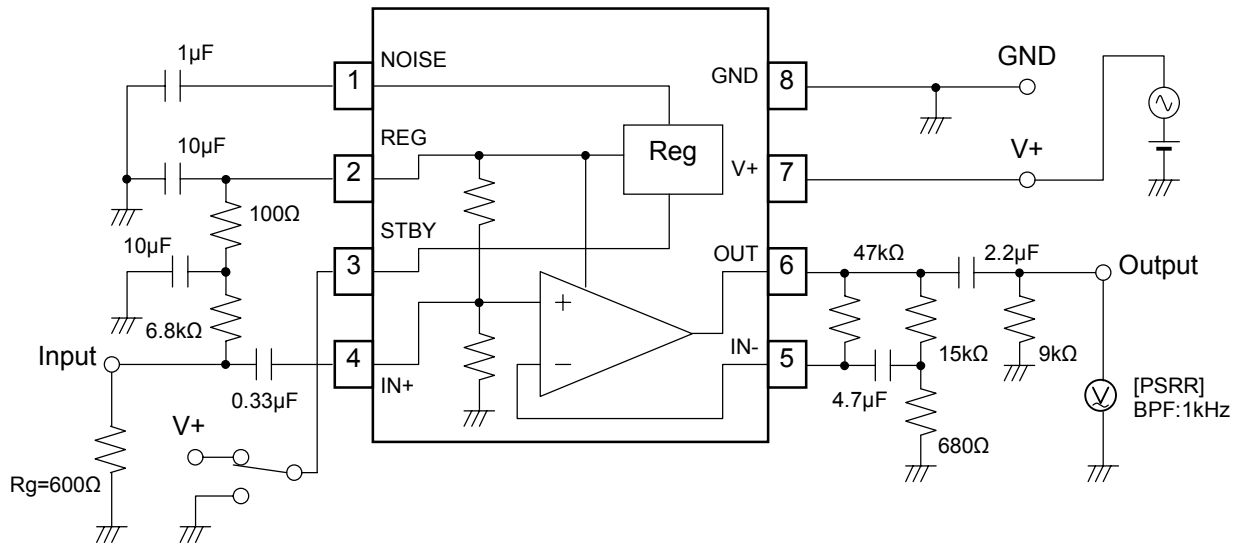 1µF
1
NOISE
10µF
2
REG
100Ω
10µF
3
STBY
6.8kΩ
Input
4
IN+
0.33µF
V+
Rg=600Ω
Reg
+
−
GND
8
GND
V+
7
V+
OUT
6
47kΩ
2.2µF
Output
IN-
5
15kΩ
9kΩ
4.7µF
680Ω
V
[PSRR]
BPF:1kHz